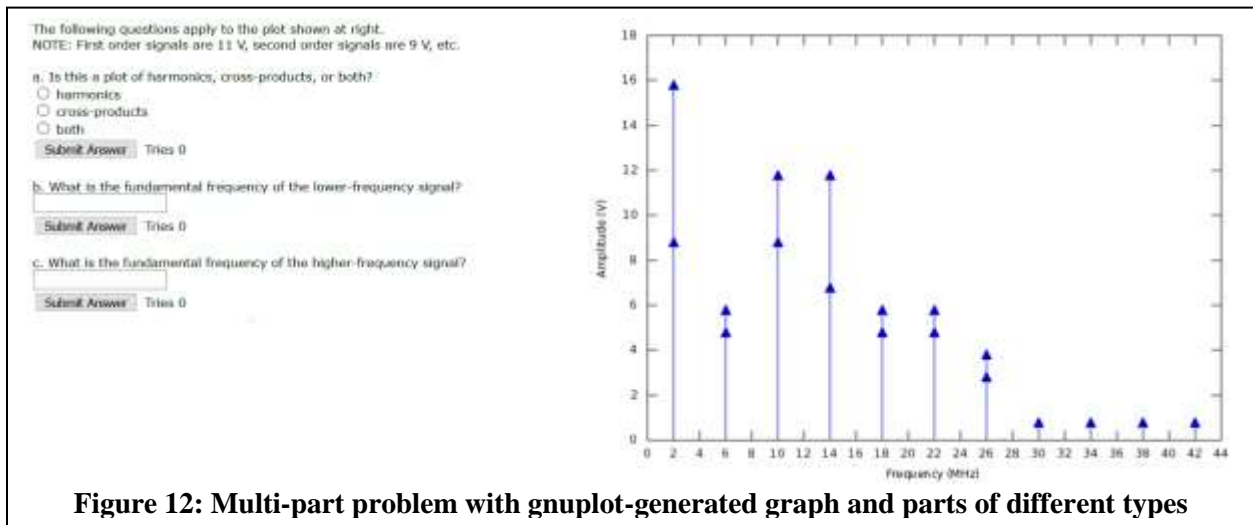 The following questions apply to the plot shown at right.
NOTE: First order signals are 11 V, second order signals are 9 V, etc.
a. Is this a plot of harmonics, cross-products, or both?
harmonics
cross-products
both
Submit Answer Tries 0
b. What is the fundamental frequency of the lower-frequency signal?
Submit Answer Tries 0
c. What is the fundamental frequency of the higher-frequency signal?
Submit Answer Tries 0
18
16
14
12
10
8
6
4
2
0
Amplitude (V)
0 2 4 6 8 10 12 14 16 18 20 22 24 26 28 30 32 34 36 38 40 42 44
Frequency (MHz)
Figure 12: Multi-part problem with gnuplot-generated graph and parts of different types